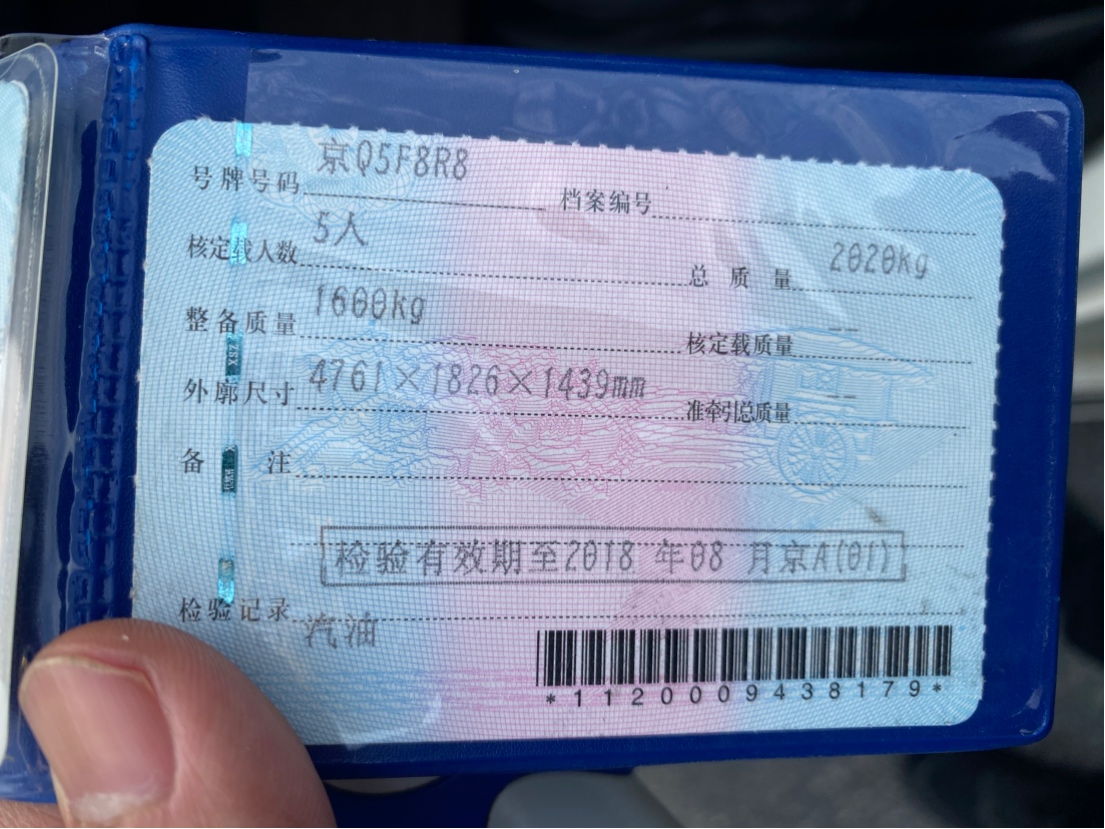 号牌号码 京Q5F8R8 档案编号
核定载人数 5人 总质量 2020kg
整备质量 1600kg 核定载质量 --
外廓尺寸 4761×1826×1439mm 准牵引总质量 --
备注
检验有效期至2018 年08 月京A(01)
检验记录 汽油
*1120009438179*